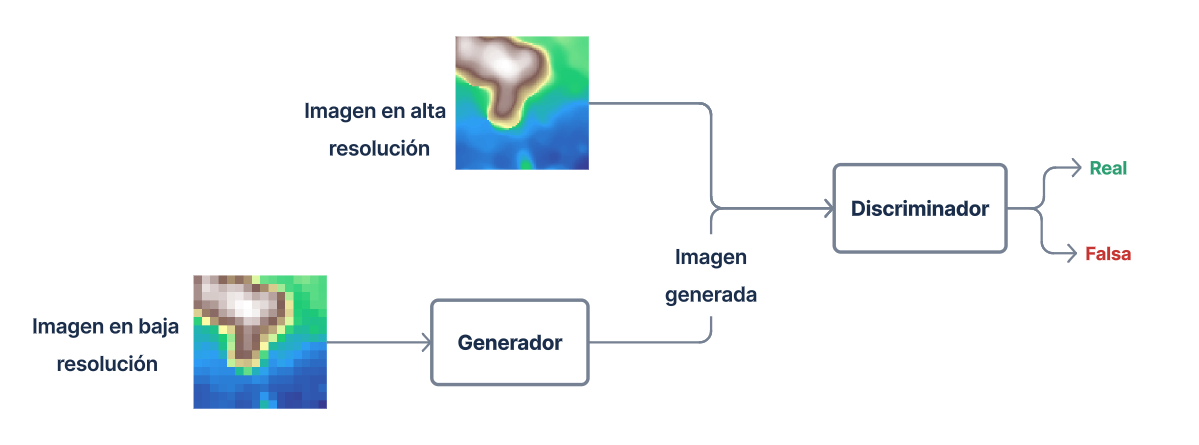 Imagen en alta
resolución
Real
Discriminador
Falsa
Imagen
generada
Imagen en baja
resolución
Generador